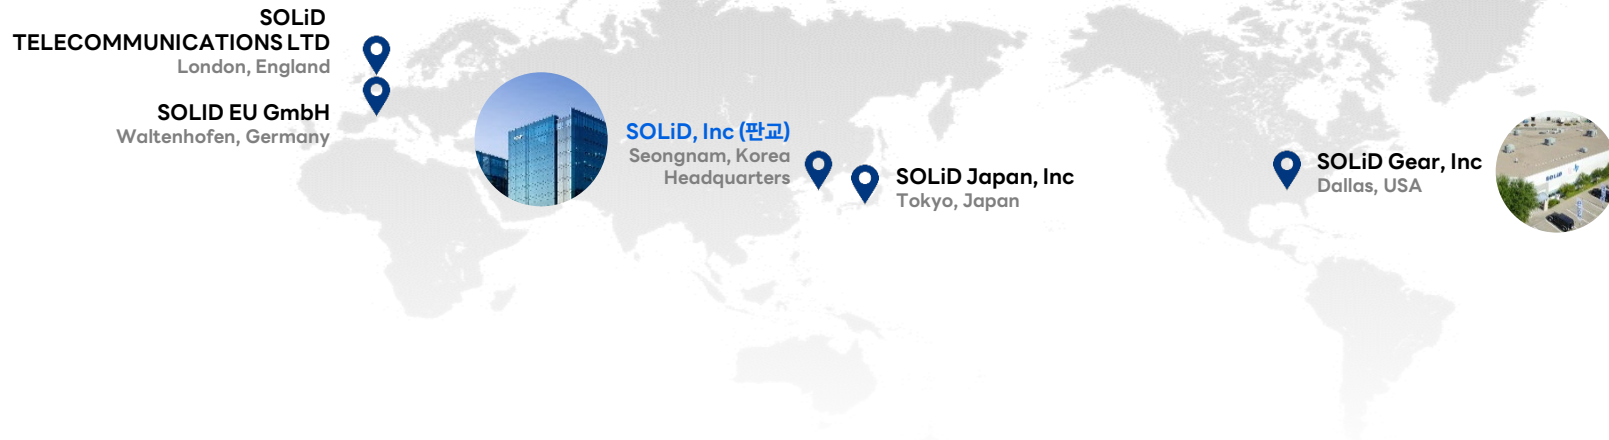 SOLiD
TELECOMMUNICATIONS LTD
London, England
SOLID EU GmbH
Waltenhofen, Germany
SOLiD, Inc (판교)
Seongnam, Korea
Headquarters
SOLiD Japan, Inc
Tokyo, Japan
SOLiD Gear, Inc
Dallas, USA
SOLiD